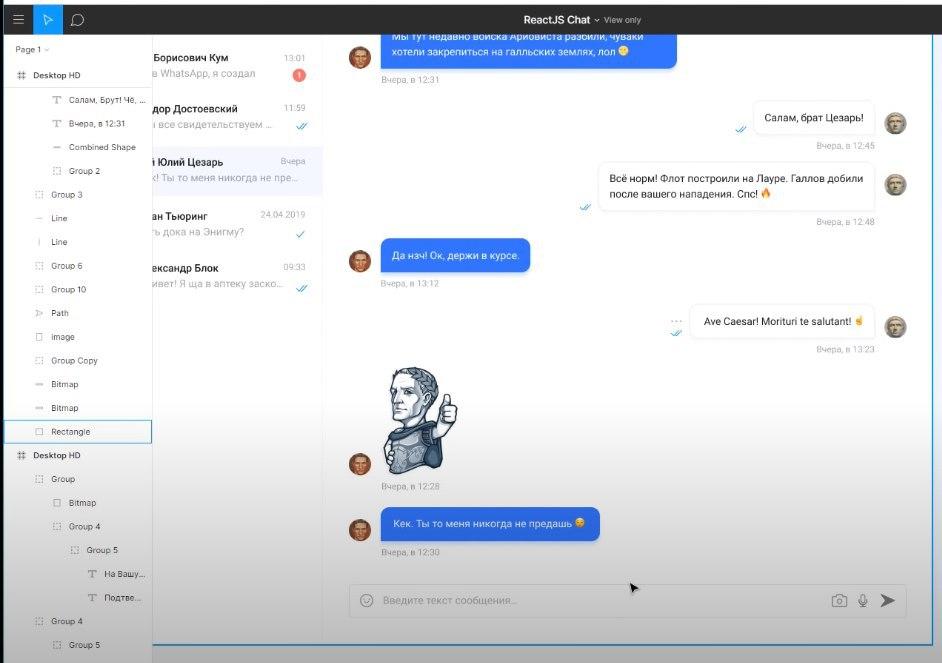 ReactJS Chat
View only
Page 1
Desktop HD
Салам, Брут! Чё, ...
Вчера, в 12:31
Combined Shape
Group 2
Group 3
Line
Line
Group 6
Group 10
Path
image
Group Copy
Bitmap
Bitmap
Rectangle
Desktop HD
Group
Bitmap
Group 4
Group 5
На Вашу...
Подтве...
Group 4
Group 5
Борисович Кум
13:01
в WhatsApp, я создал
1
дор Достоевский
11:59
ы все свидетельствуем ...
й Юлий Цезарь
Вчера
к! Ты то меня никогда не пре...
ан Тьюринг
24.04.2019
ть дока на Энигму?
ександр Блок
09:33
ивет! Я ща в аптеку заско...
Мы тут недавно войска Ариовиста разбили, чуваки
хотели закрепиться на галльских землях, лол 😁
Вчера, в 12:31
Салам, брат Цезарь!
Вчера, в 12:45
Всё норм! Флот построили на Лауре. Галлов добили
после вашего нападения. Спс! 🔥
Вчера, в 12:48
Да нзч! Ок, держи в курсе.
Вчера, в 13:12
Ave Caesar! Morituri te salutant! ☝
Вчера, в 13:23
Вчера, в 12:28
Кек. Ты то меня никогда не предашь 😏
Вчера, в 12:30
Введите текст сообщения...